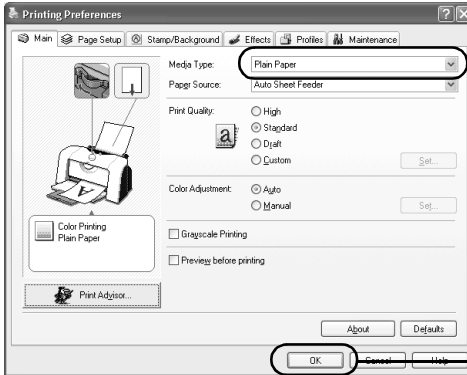 Printing Preferences
Main Page Setup Stamp/Background Effects Profiles Maintenance
Media Type: Plain Paper
Paper Source: Auto Sheet Feeder
Print Quality: High
Standard
Draft
Custom Set...
Color Adjustment: Auto
Manual Set...
Color Printing
Plain Paper
Grayscale Printing
Preview before printing
Print Advisor...
About Defaults
OK Cancel Help